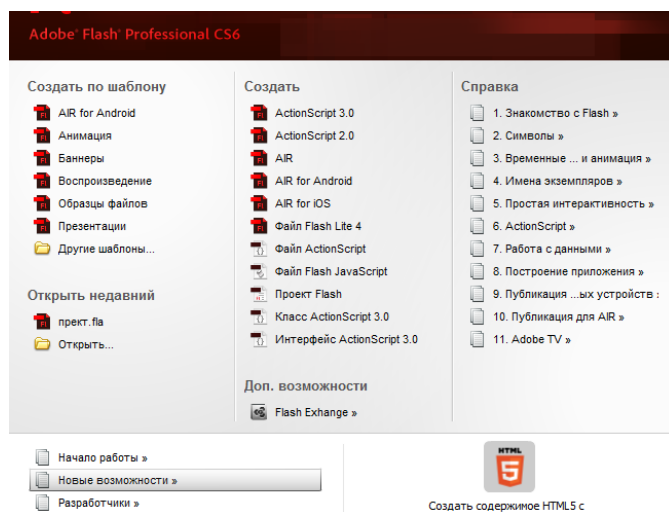 Adobe® Flash® Professional CS6
Создать по шаблону
AIR for Android
Анимация
Баннеры
Воспроизведение
Образцы файлов
Презентации
Другие шаблоны...
Открыть недавний
прект.fla
Открыть...
Создать
ActionScript 3.0
ActionScript 2.0
AIR
AIR for Android
AIR for iOS
Файл Flash Lite 4
Файл ActionScript
Файл Flash JavaScript
Проект Flash
Класс ActionScript 3.0
Интерфейс ActionScript 3.0
Доп. возможности
Flash Exhange »
Справка
1. Знакомство с Flash »
2. Символы »
3. Временные ... и анимация »
4. Имена экземпляров »
5. Простая интерактивность »
6. ActionScript »
7. Работа с данными »
8. Построение приложения »
9. Публикация ...ых устройств :
10. Публикация для AIR »
11. Adobe TV »
Начало работы »
Новые возможности »
Разработчики »
HTML
5
Создать содержимое HTML5 с